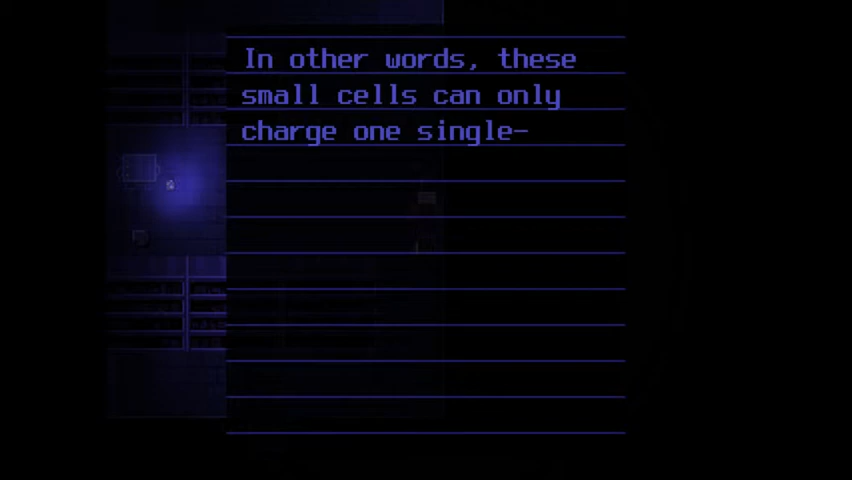 In other words, these
small cells can only
charge one single-